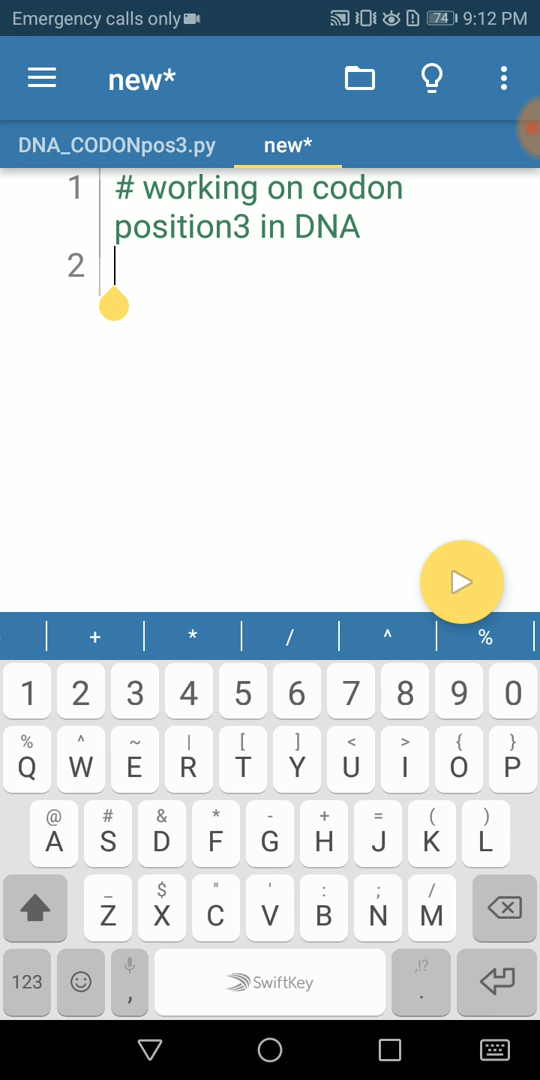 Emergency calls only 74 9:12 PM
new*
DNA_CODONpos3.py new*
1 # working on codon
position3 in DNA
2
+ * / ^ %
1 2 3 4 5 6 7 8 9 0
% ^ ~ | [ ] < > { }
Q W E R T Y U I O P
@ # & * - + = ( )
A S D F G H J K L
_ $ " ' : ; /
Z X C V B N M
,!?
123 , SwiftKey .